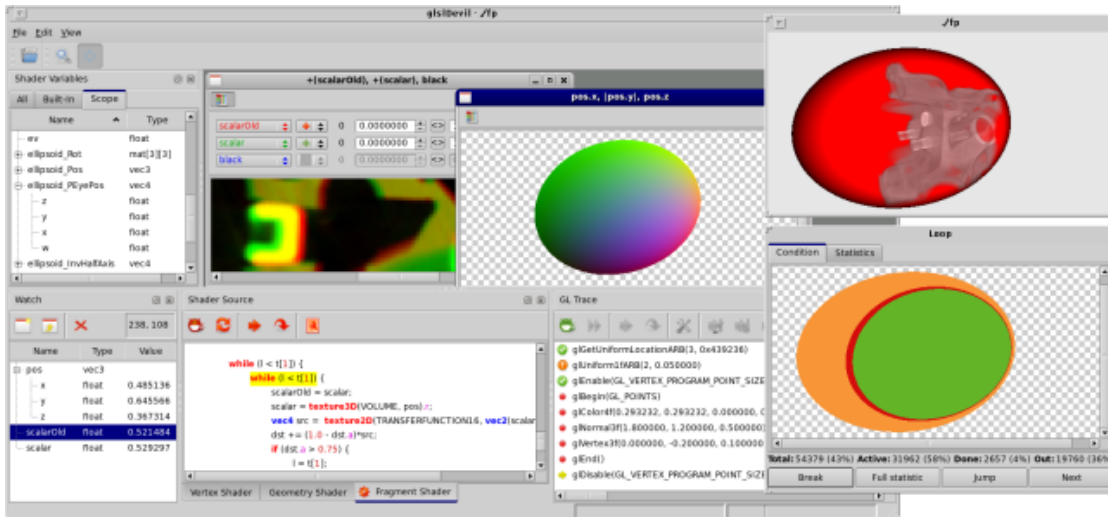 glslDevil - ./fp
File Edit View
Shader Variables
All Built-In Scope
Name Type
ev float
ellipsoid_Rot mat[3][3]
ellipsoid_Pos vec3
ellipsoid_PEyePos vec4
z float
y float
x float
w float
ellipsoid_InvHalfAxis vec4
+(scalarOld), +(scalar), black
scalarOld 0 0.0000000 <>
scalar 0 0.0000000 <>
black 0 0.0000000 <>
pos.x, |pos.y|, pos.z
./fp
Loop
Condition Statistics
Total: 54379 (43%) Active: 31962 (58%) Done: 2657 (4%) Out: 19760 (36%
Break Full statistic Jump Next
Watch
238, 108
Name Type Value
pos vec3
x float 0.485136
y float 0.645566
z float 0.367314
scalarOld float 0.521484
scalar float 0.529297
Shader Source
while (l < t[1]) {
while (l < t[1]) {
scalarOld = scalar;
scalar = texture3D(VOLUME, pos).r;
vec4 src = texture2D(TRANSFERFUNCTION16, vec2(scalar
dst += (1.0 - dst.a)*src;
if (dst.a > 0.75) {
l = t[1];
Vertex Shader Geometry Shader Fragment Shader
GL Trace
glGetUniformLocationARB(3, 0x439236)
glUniform1fARB(2, 0.050000)
glEnable(GL_VERTEX_PROGRAM_POINT_SIZE
glBegin(GL_POINTS)
glColor4f(0.293232, 0.293232, 0.000000, 0
glNormal3f(1.800000, 1.200000, 0.500000)
glVertex3f(0.000000, -0.200000, 0.100000
glEnd()
glDisable(GL_VERTEX_PROGRAM_POINT_SIZ